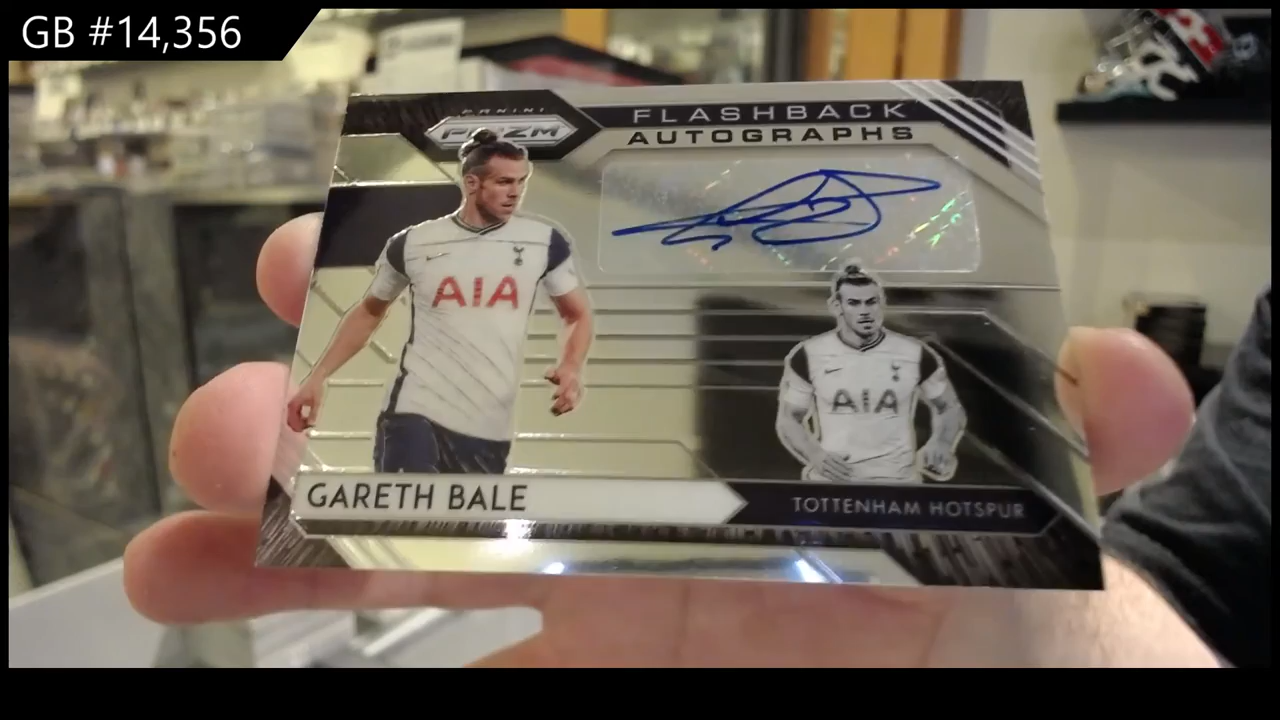 GB #14,356
PANINI
PRIZM
FLASHBACK
AUTOGRAPHS
AIA
AIA
GARETH BALE
TOTTENHAM HOTSPUR